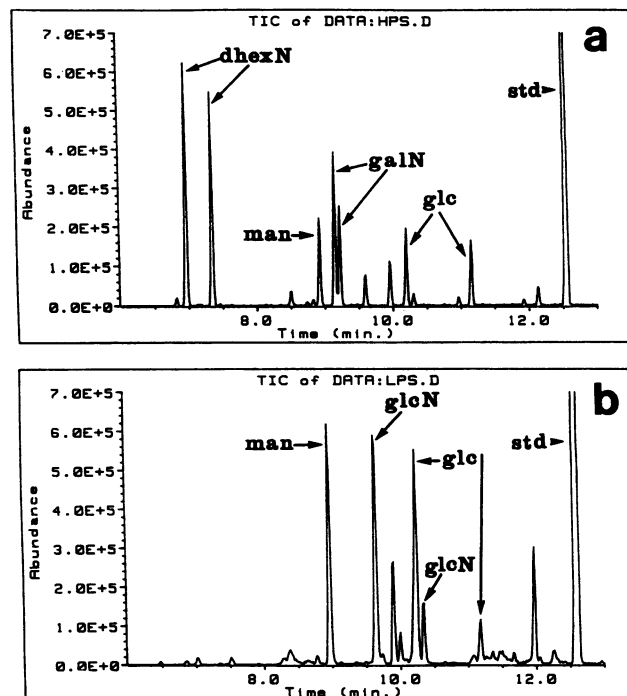 TIC of DATA:HPS.D
a
7.0E+5
6.0E+5
5.0E+5
4.0E+5
3.0E+5
2.0E+5
1.0E+5
0.0E+0
Abundance
dhexN
std
galN
man
glc
8.0
10.0
12.0
Time (min.)
TIC of DATA:LPS.D
b
7.0E+5
6.0E+5
5.0E+5
4.0E+5
3.0E+5
2.0E+5
1.0E+5
0.0E+0
Abundance
glcN
man
glc
std
glcN
8.0
10.0
12.0
Time (min.)